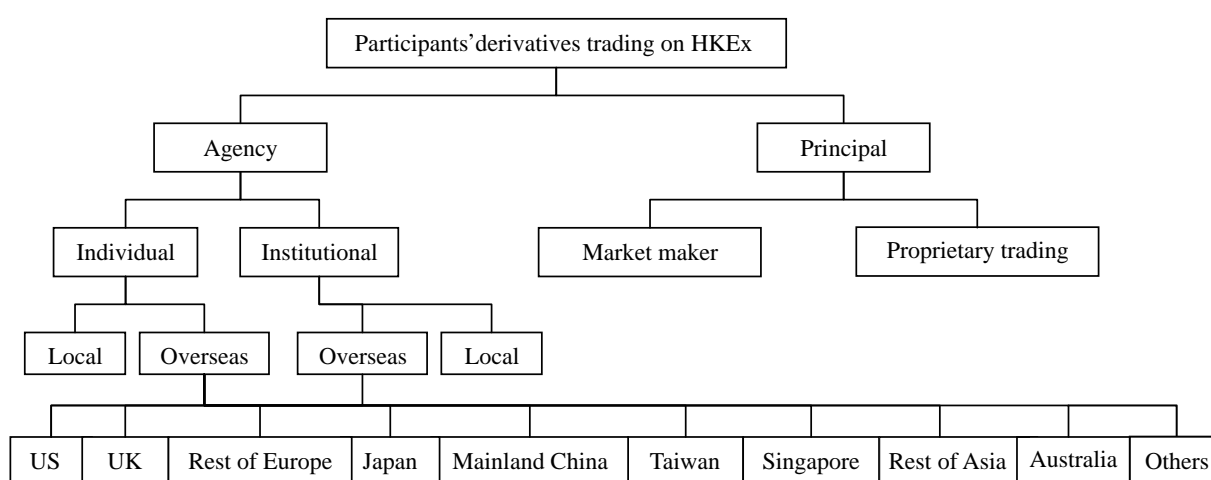 Participants’derivatives trading on HKEx
Agency
Principal
Individual
Institutional
Market maker
Proprietary trading
Local
Overseas
Overseas
Local
US
UK
Rest of Europe
Japan
Mainland China
Taiwan
Singapore
Rest of Asia
Australia
Others